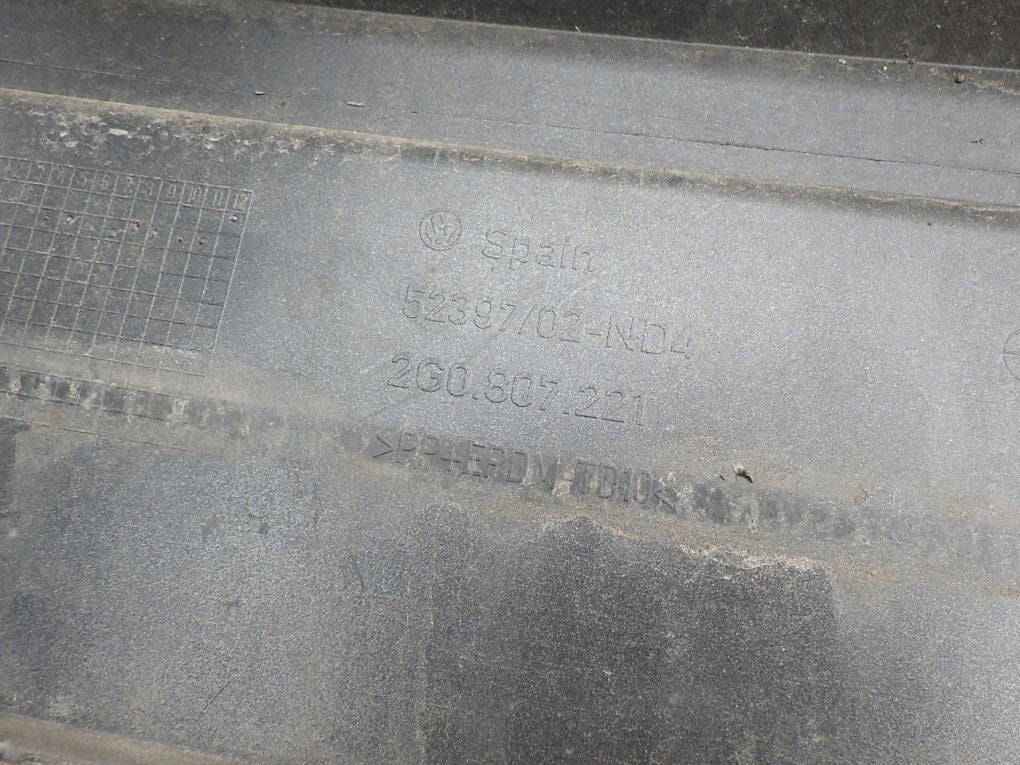 Spain
52397/02-ND4
2G0.807.221
>PP+EPDM-TD10<